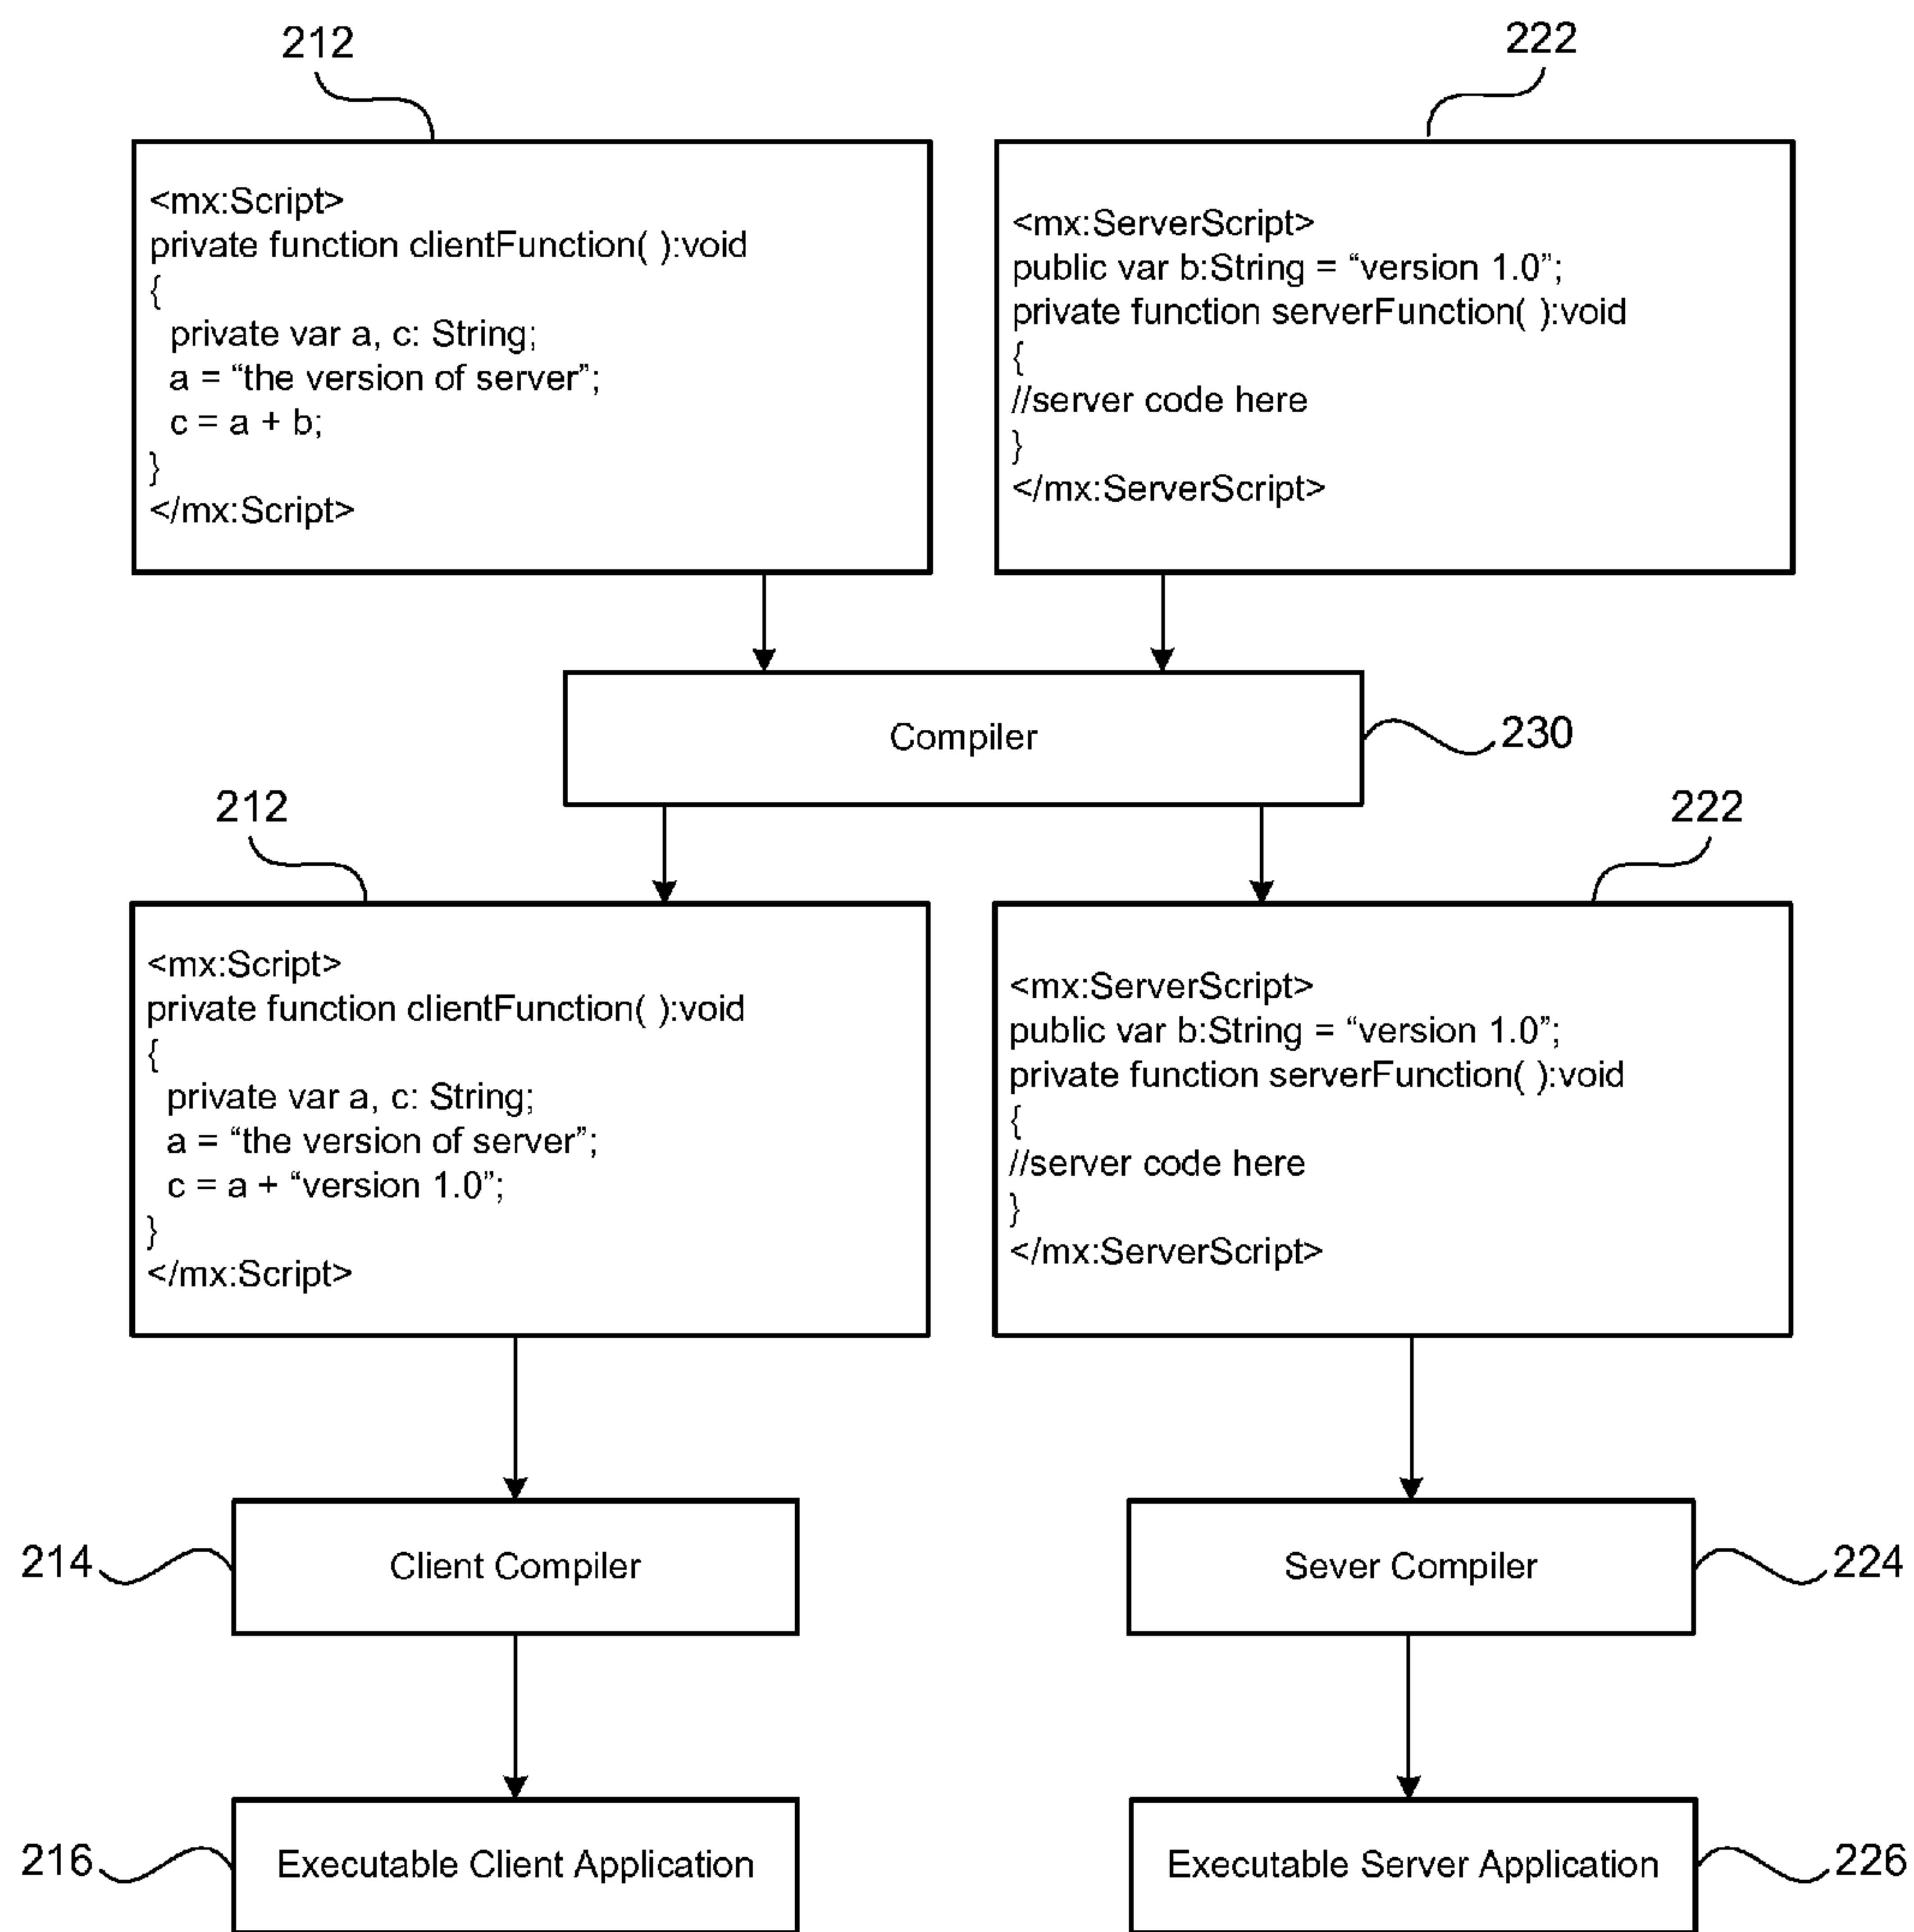 212
222
<mx:Script>
private function clientFunction( ):void
{
private var a, c: String;
a = “the version of server”;
c = a + b;
}
</mx:Script>
<mx:ServerScript>
public var b:String = “version 1.0”;
private function serverFunction( ):void
{
//server code here
}
</mx:ServerScript>
Compiler
230
212
222
<mx:Script>
private function clientFunction( ):void
{
private var a, c: String;
a = “the version of server”;
c = a + “version 1.0”;
}
</mx:Script>
<mx:ServerScript>
public var b:String = “version 1.0”;
private function serverFunction( ):void
{
//server code here
}
</mx:ServerScript>
214
Client Compiler
Sever Compiler
224
216
Executable Client Application
Executable Server Application
226